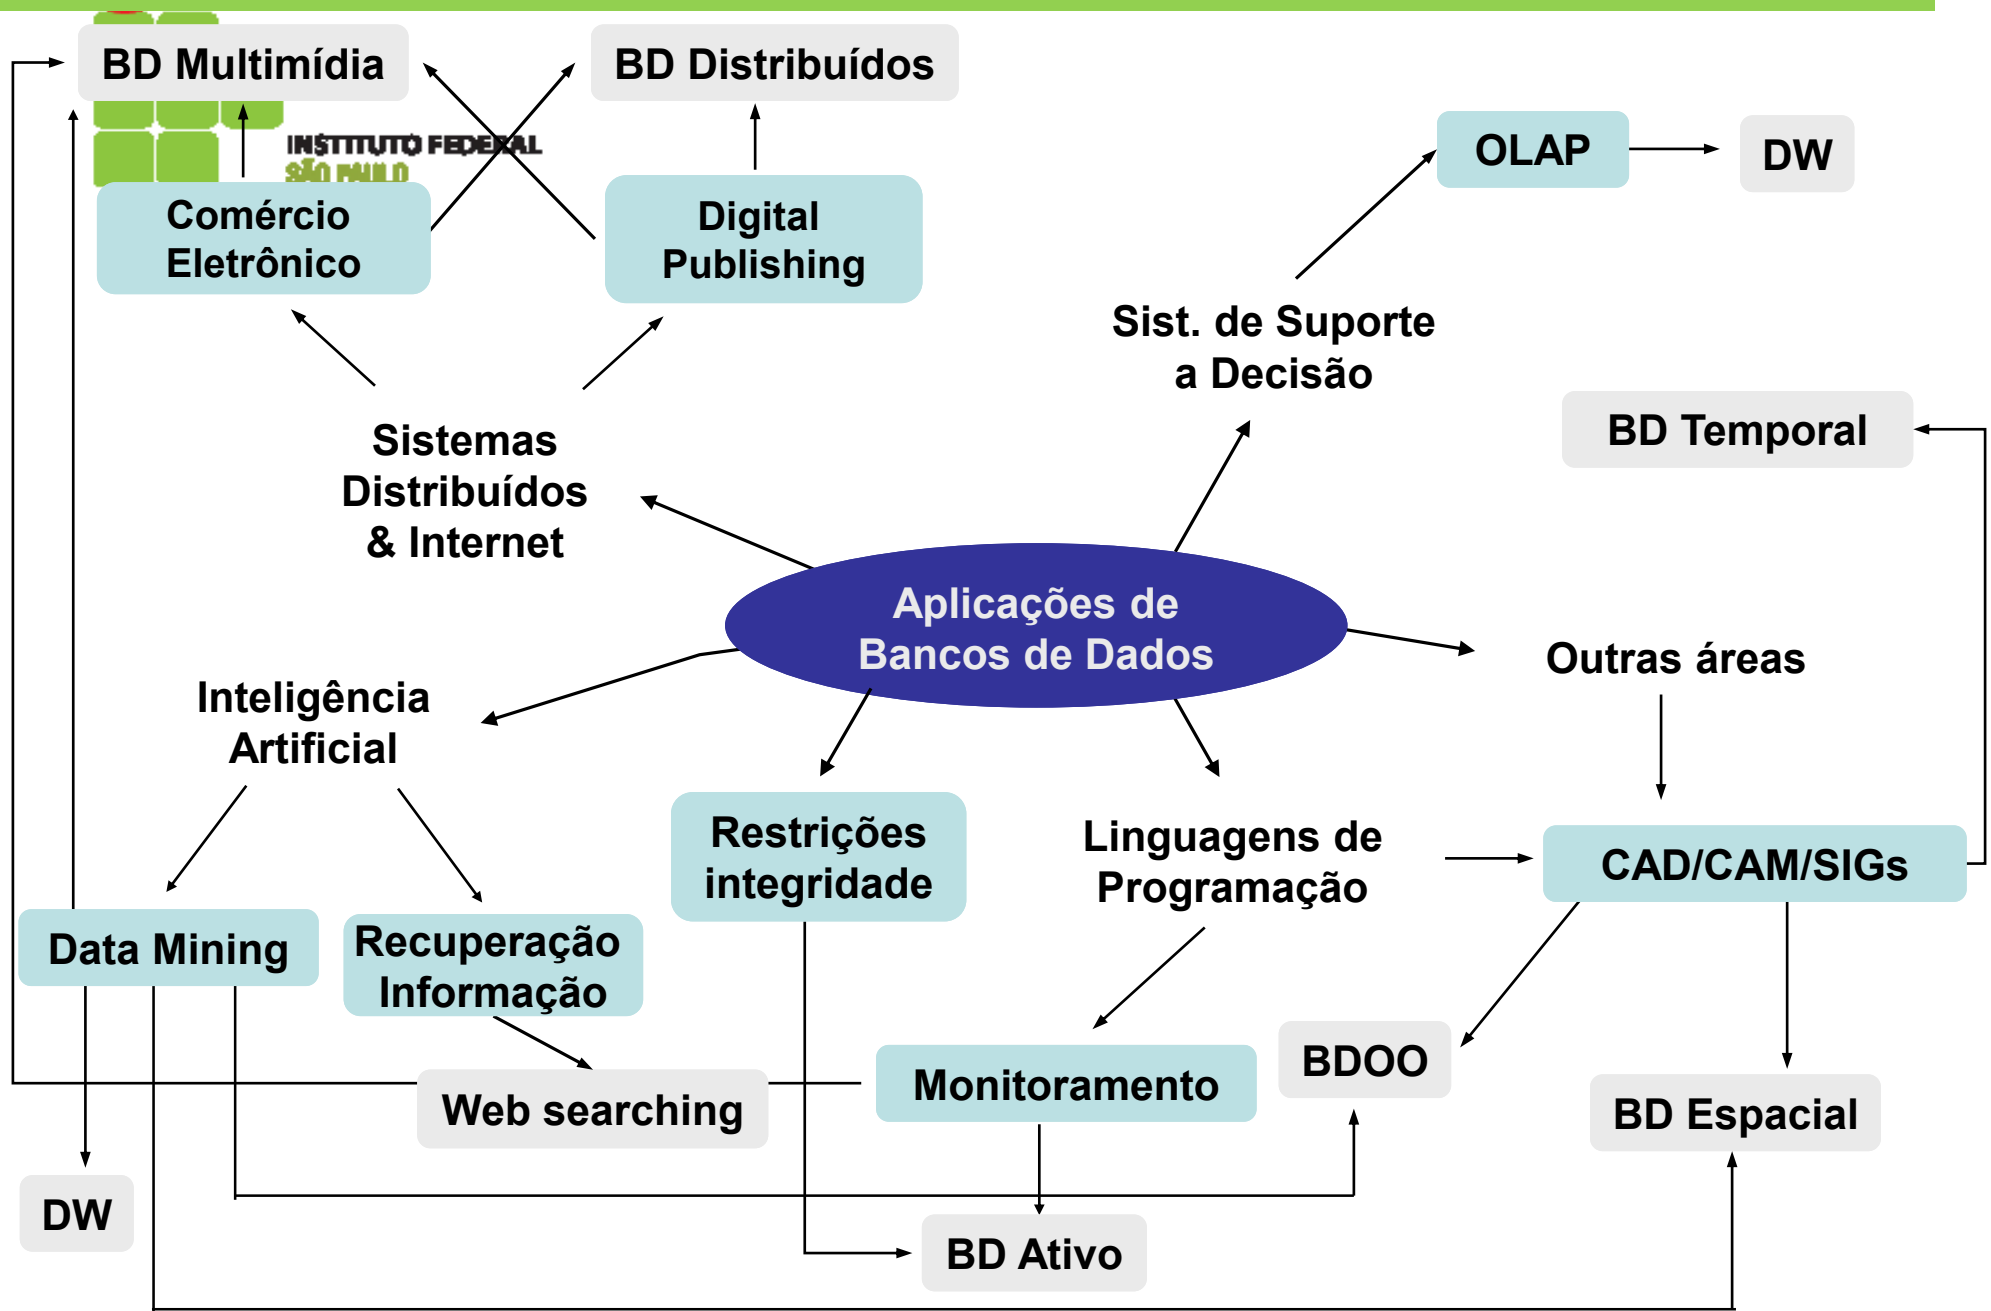 BD Multimídia
BD Distribuídos
INSTITUTO FEDERAL
SÃO PAULO
OLAP
DW
Comércio
Eletrônico
Digital
Publishing
Sist. de Suporte
a Decisão
BD Temporal
Sistemas
Distribuídos
& Internet
Aplicações de
Bancos de Dados
Outras áreas
Inteligência
Artificial
Restrições
integridade
Linguagens de
Programação
CAD/CAM/SIGs
Data Mining
Recuperação
Informação
BDOO
Monitoramento
Web searching
BD Espacial
DW
BD Ativo